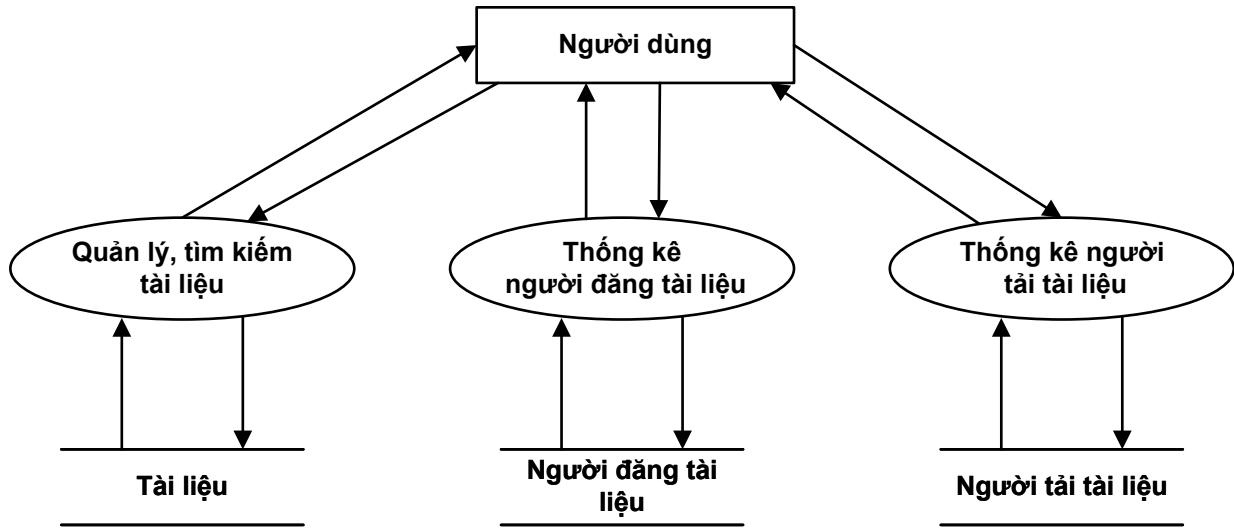 Người dùng
Quản lý, tìm kiếm
tài liệu
Thống kê
người đăng tài liệu
Thống kê người
tải tài liệu
Tài liệu
Người đăng tài
liệu
Người tải tài liệu